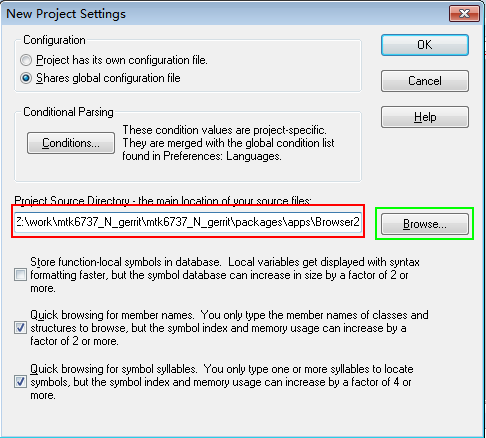 New Project Settings
Configuration
Project has its own configuration file.
Shares global configuration file
OK
Cancel
Help
Conditional Parsing
Conditions...
These condition values are project-specific.
They are merged with the global condition list
found in Preferences: Languages.
Project Source Directory - the main location of your source files:
Z:\work\mtk6737_N_gerrit\mtk6737_N_gerrit\packages\apps\Browser2
Browse...
Store function-local symbols in database.  Local variables get displayed with syntax
formatting faster, but the symbol database can increase in size by a factor of 2 or
more.
Quick browsing for member names.  You only type the member names of classes and
structures to browse, but the symbol index and memory usage can increase by a
factor of 2 or more.
Quick browsing for symbol syllables.  You only type one or more syllables to locate
symbols, but the symbol index and memory usage can increase by a factor of 4 or
more.